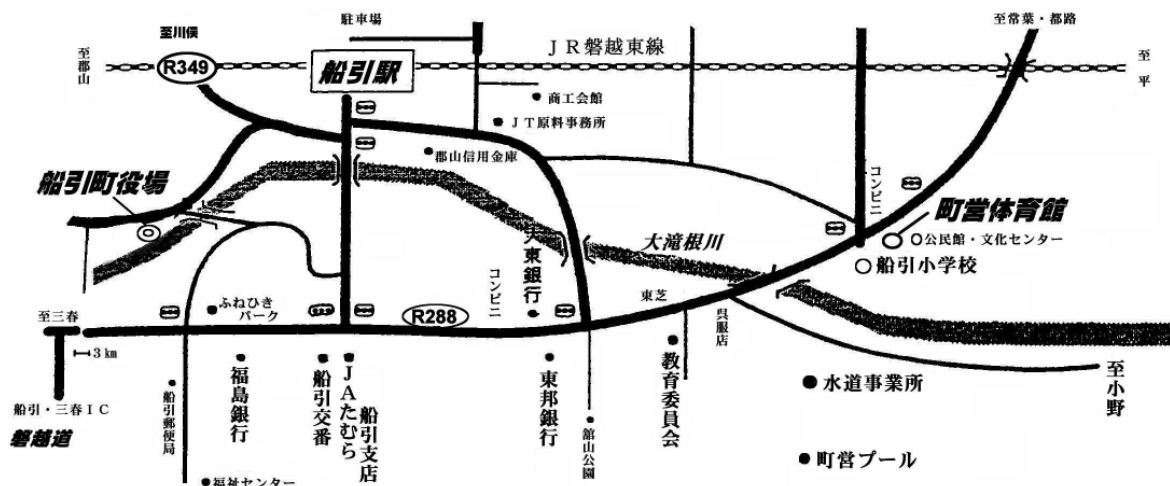 駐車場
至常葉・都路
至川俣
至郡山
R349
船引駅
JR磐越東線
至平
商工会館
JT原料事務所
郡山信用金庫
船引町役場
コンビニ
町営体育館
公民館・文化センター
船引小学校
大滝根川
大東銀行
コンビニ
東芝
呉服店
ふねひき
パーク
R288
至三春
3km
船引・三春IC
磐越道
船引郵便局
福島銀行
船引交番
JAたむら
船引支店
東邦銀行
舘山公園
教育委員会
水道事業所
至小野
町営プール
福祉センター